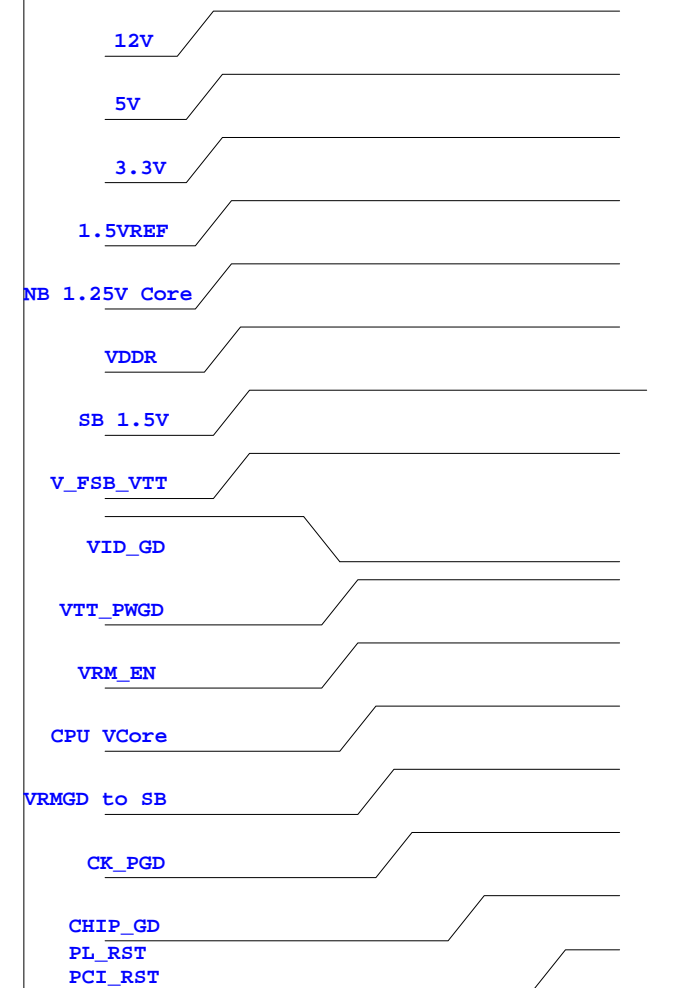 12V
5V
3.3V
1.5VREF
NB 1.25V Core
VDDR
SB 1.5V
V_FSB_VTT
VID_GD
VTT_PWGD
VRM_EN
CPU VCore
VRMGD to SB
CK_PGD
CHIP_GD
PL_RST
PCI_RST